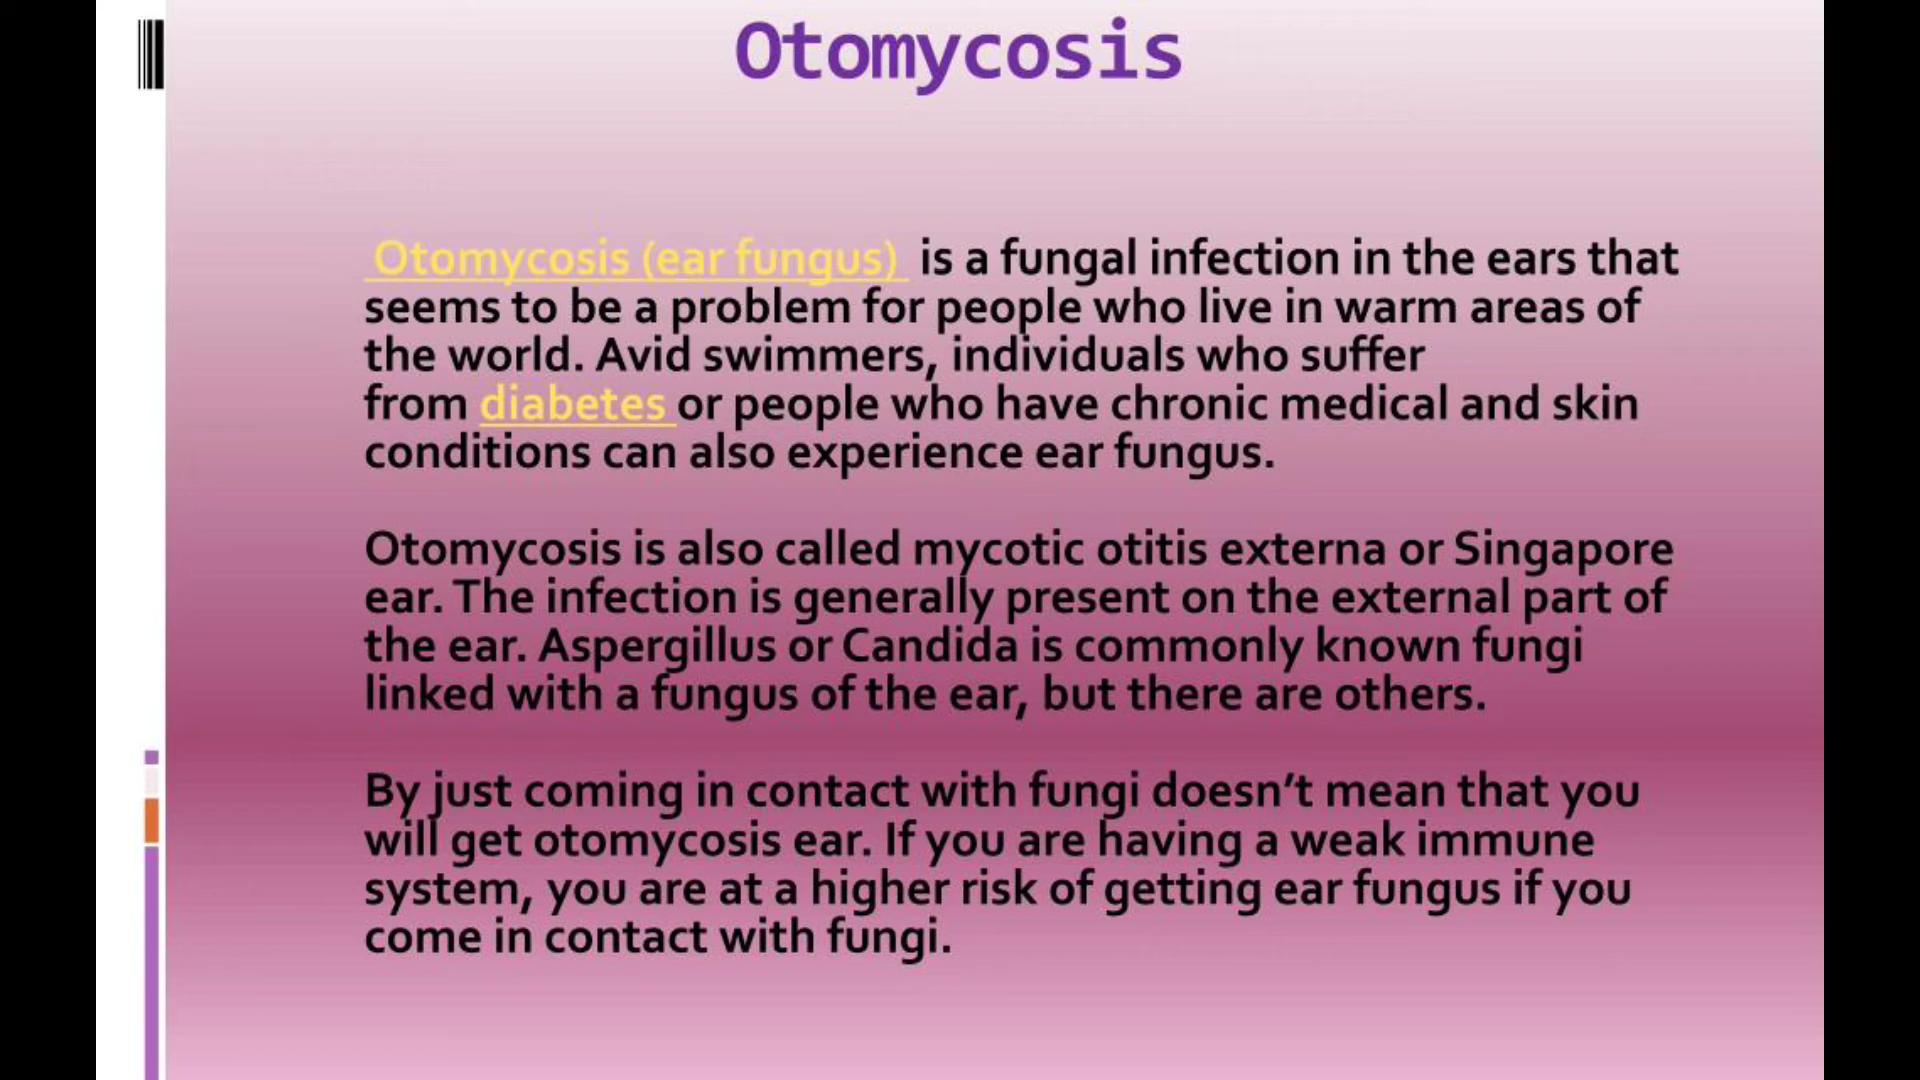 Otomycosis
Otomycosis (ear fungus) is a fungal infection in the ears that
seems to be a problem for people who live in warm areas of
the world. Avid swimmers, individuals who suffer
from diabetes or people who have chronic medical and skin
conditions can also experience ear fungus.
Otomycosis is also called mycotic otitis externa or Singapore
ear. The infection is generally present on the external part of
the ear. Aspergillus or Candida is commonly known fungi
linked with a fungus of the ear, but there are others.
By just coming in contact with fungi doesn’t mean that you
will get otomycosis ear. If you are having a weak immune
system, you are at a higher risk of getting ear fungus if you
come in contact with fungi.